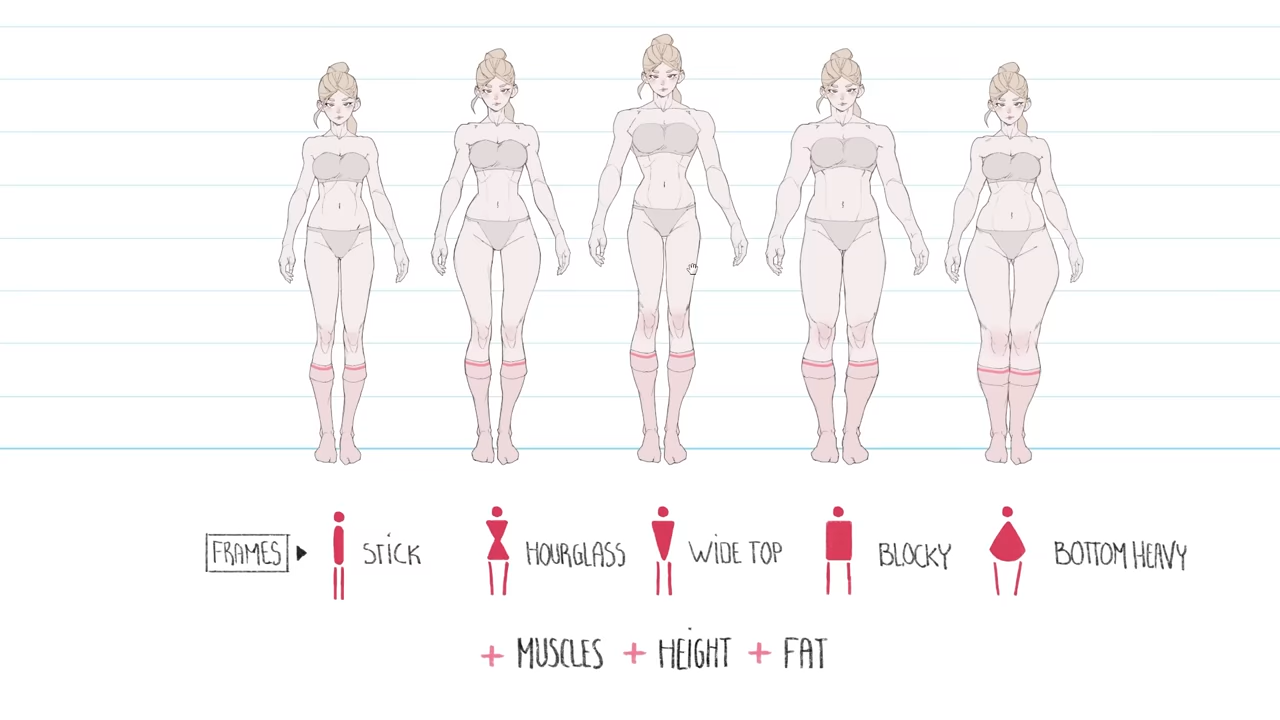 FRAMES STICK HOURGLASS WIDE TOP BLOCKY BOTTOM HEAVY
+ MUSCLES + HEIGHT + FAT